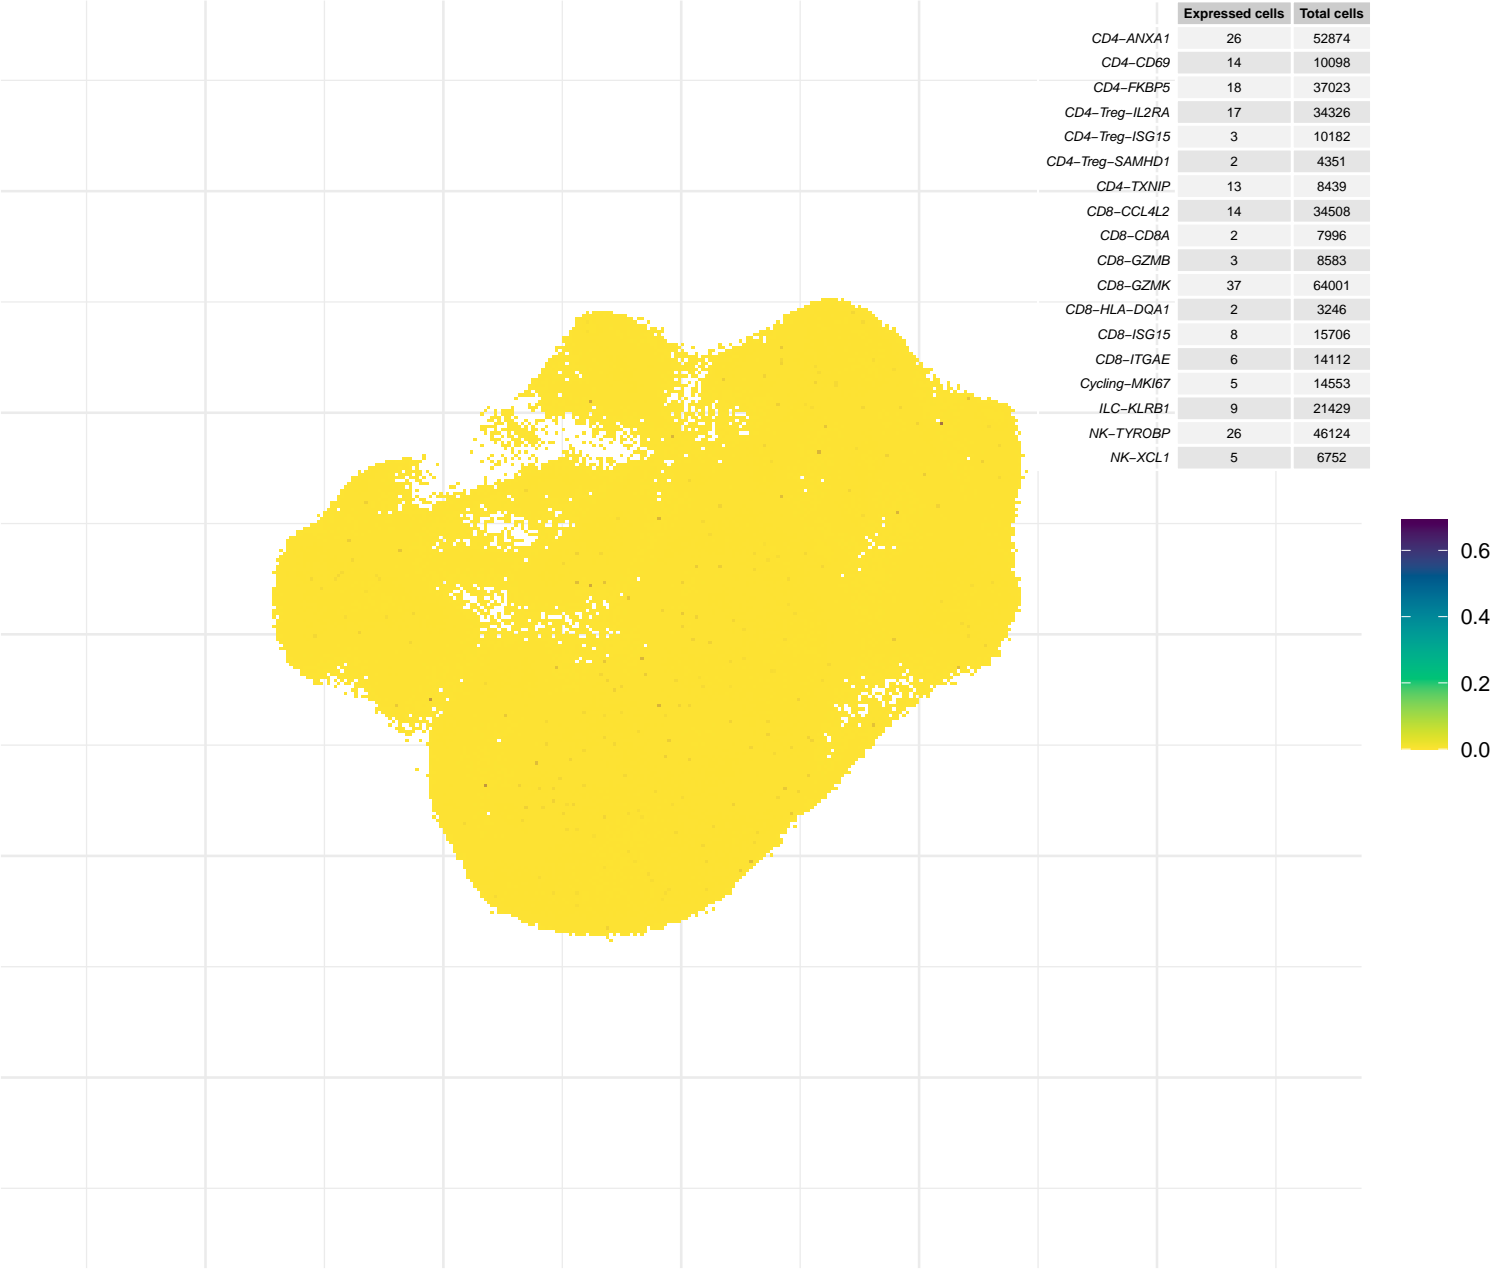 Expressed cells Total cells
CD4−ANXA1 26 52874
CD4−CD69 14 10098
CD4−FKBP5 18 37023
CD4−Treg−IL2RA 17 34326
CD4−Treg−ISG15 3 10182
CD4−Treg−SAMHD1 2 4351
CD4−TXNIP 13 8439
CD8−CCL4L2 14 34508
CD8−CD8A 2 7996
CD8−GZMB 3 8583
CD8−GZMK 37 64001
CD8−HLA−DQA1 2 3246
CD8−ISG15 8 15706
CD8−ITGAE 6 14112
Cycling−MKI67 5 14553
ILC−KLRB1 9 21429
NK−TYROBP 26 46124
NK−XCL1 5 6752
0.6
0.4
0.2
0.0